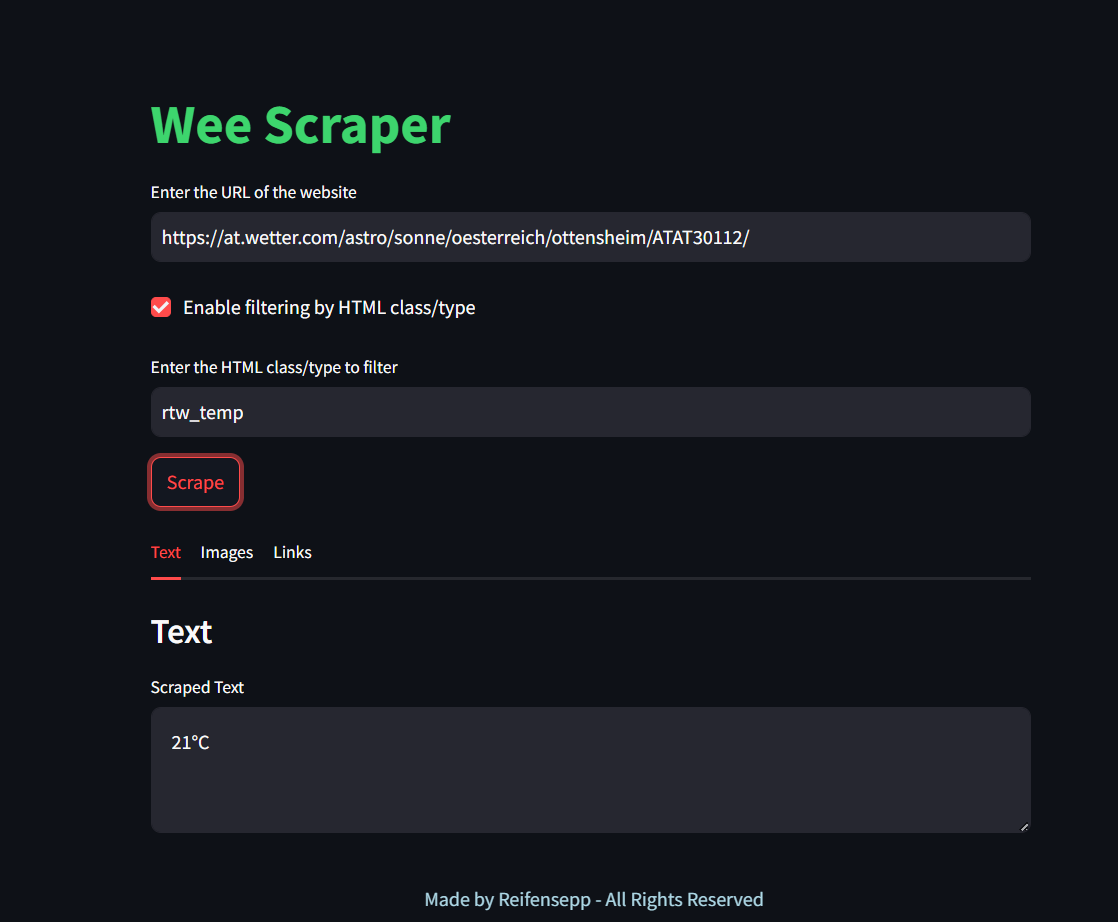 Wee Scraper
Enter the URL of the website
https://at.wetter.com/astro/sonne/oesterreich/ottensheim/ATAT30112/
Enable filtering by HTML class/type
Enter the HTML class/type to filter
rtw_temp
Scrape
Text Images Links
Text
Scraped Text
21°C
Made by Reifensepp - All Rights Reserved